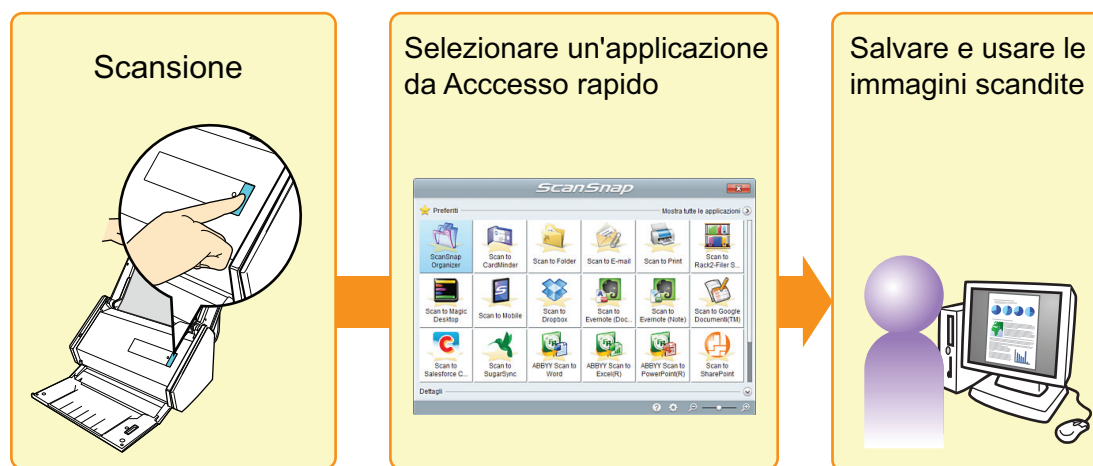 Scansione
Selezionare un'applicazione
da Acccesso rapido
ScanSnap
Preferiti
Mostra tutte le applicazioni
ScanSnap
Organizer
Scan to
CardMinder
Scan to Folder
Scan to E-mail
Scan to Print
Scan to
Rack2-Filer S...
Scan to Magic
Desktop
Scan to Mobile
Scan to
Dropbox
Scan to
Evernote (Doc...
Scan to
Evernote (Note)
Scan to Google
Documenti(TM)
Scan to
Salesforce C...
Scan to
SugarSync
ABBYY Scan to
Word
ABBYY Scan to
Excel(R)
ABBYY Scan to
PowerPoint(R)
Scan to
SharePoint
Dettagli
Salvare e usare le
immagini scandite